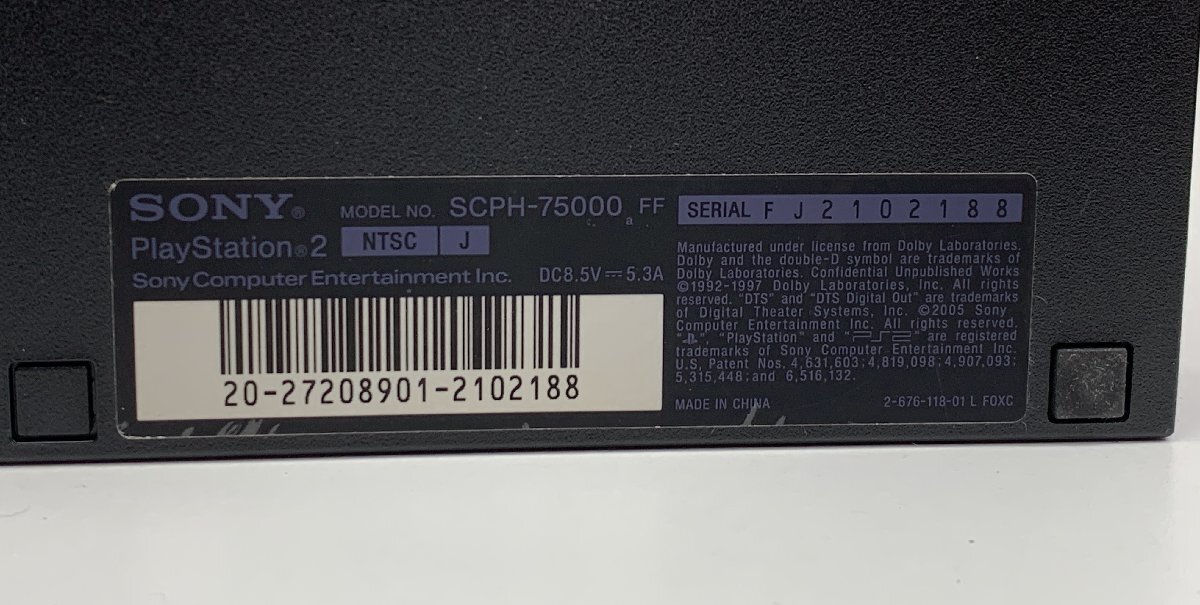 SONY®
MODEL NO. SCPH-75000 a FF
SERIAL F J 2 1 0 2 1 8 8
PlayStation®2
NTSC J
Sony Computer Entertainment Inc.
DC8.5V⎓5.3A
20-27208901-2102188
Manufactured under license from Dolby Laboratories.
Dolby and the double-D symbol are trademarks of
Dolby Laboratories. Confidential Unpublished Works
©1992-1997 Dolby Laboratories, Inc. All rights
reserved. "DTS" and "DTS Digital Out" are trademarks
of Digital Theater Systems, Inc. ©2005 Sony
Computer Entertainment Inc. All rights reserved.
" ", "PlayStation" and "PS2" are registered
trademarks of Sony Computer Entertainment Inc.
U.S. Patent Nos. 4,631,603; 4,819,098; 4,907,093;
5,315,448; and 6,516,132.
MADE IN CHINA
2-676-118-01 L FOXC